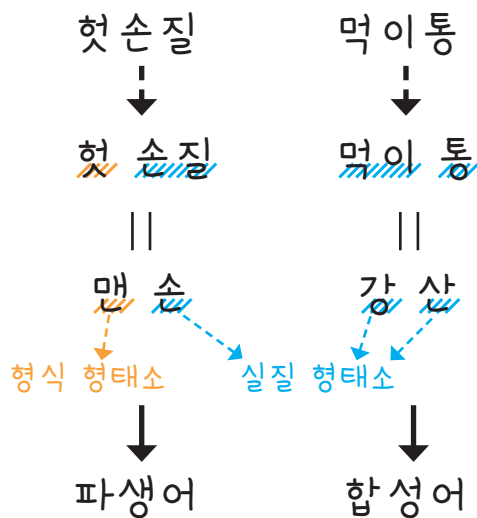 헛손질 먹이통
헛 손질 먹이 통
맨 손 강 산
형식 형태소 실질 형태소
파생어 합성어